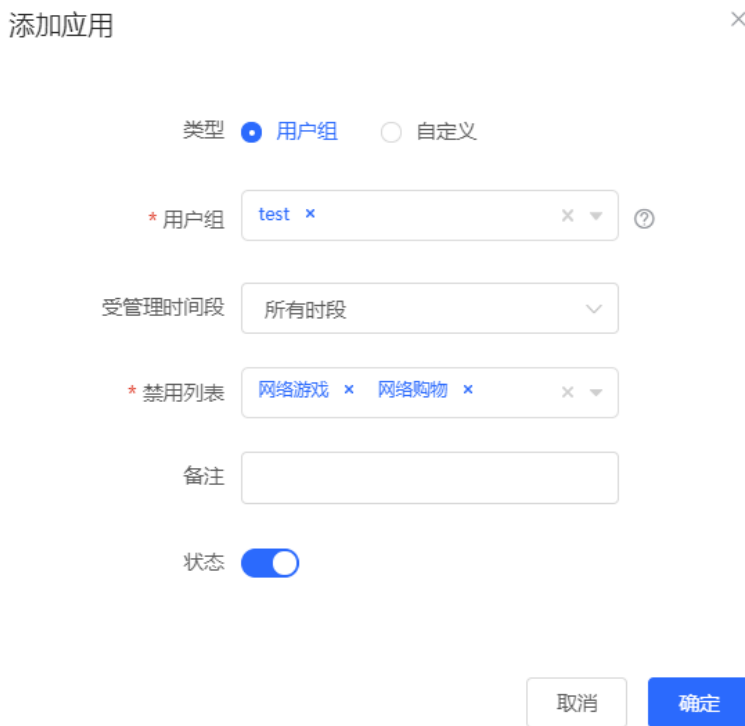 添加应用
类型 用户组 自定义
* 用户组 test ×
受管理时间段 所有时段
* 禁用列表 网络游戏 × 网络购物 ×
备注
状态
取消 确定